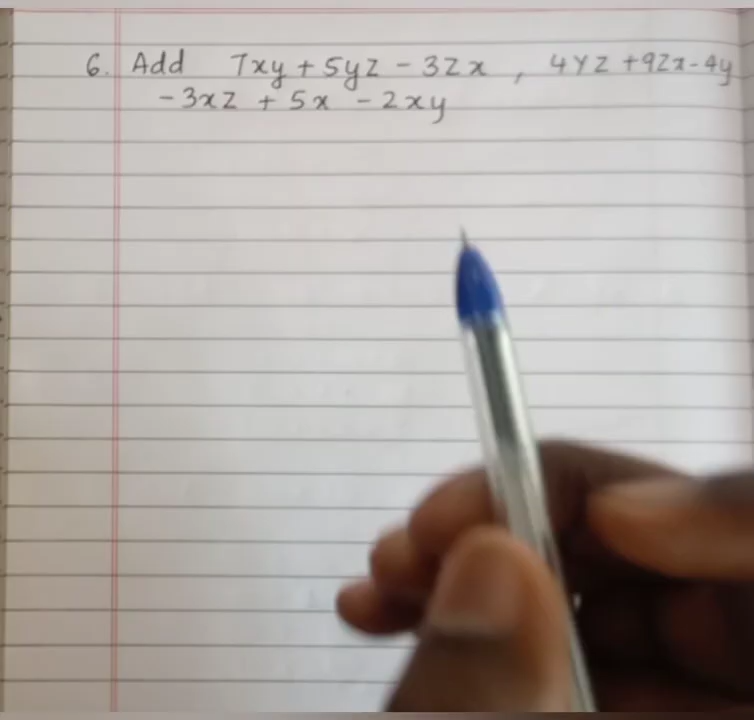 6. Add 7xy + 5yz - 3zx , 4yz + 9zx - 4y
- 3xz + 5x - 2xy